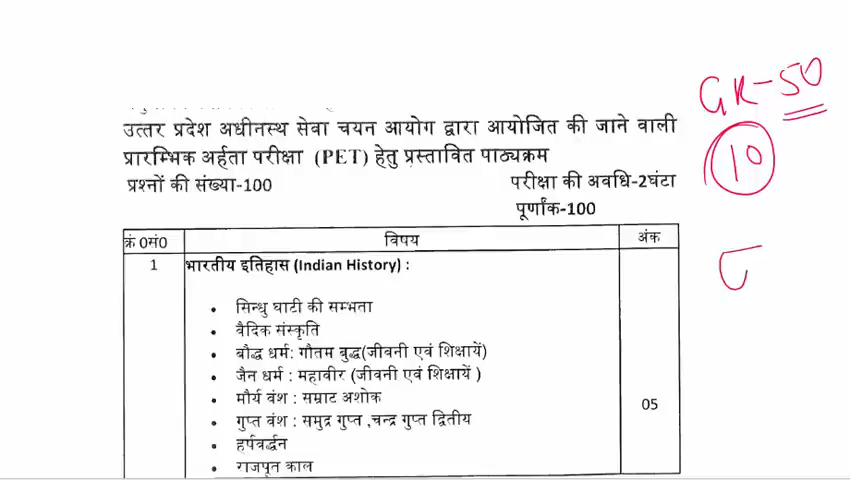 उत्तर प्रदेश अधीनस्थ सेवा चयन आयोग द्वारा आयोजित की जाने वाली
प्रारम्भिक अर्हता परीक्षा (PET) हेतु प्रस्तावित पाठ्यक्रम
प्रश्नों की संख्या-100 परीक्षा की अवधि-2घंटा
पूर्णांक-100
क्रं0सं0 विषय अंक
1 भारतीय इतिहास (Indian History) :
• सिन्धु घाटी की सभ्यता
• वैदिक संस्कृति
• बौद्ध धर्म: गौतम बुद्ध(जीवनी एवं शिक्षायें)
• जैन धर्म : महावीर (जीवनी एवं शिक्षायें )
• मौर्य वंश : सम्राट अशोक
05
• गुप्त वंश : समुद्र गुप्त ,चन्द्र गुप्त द्वितीय
• हर्षवर्द्धन
• राजपूत काल
GK-50
10